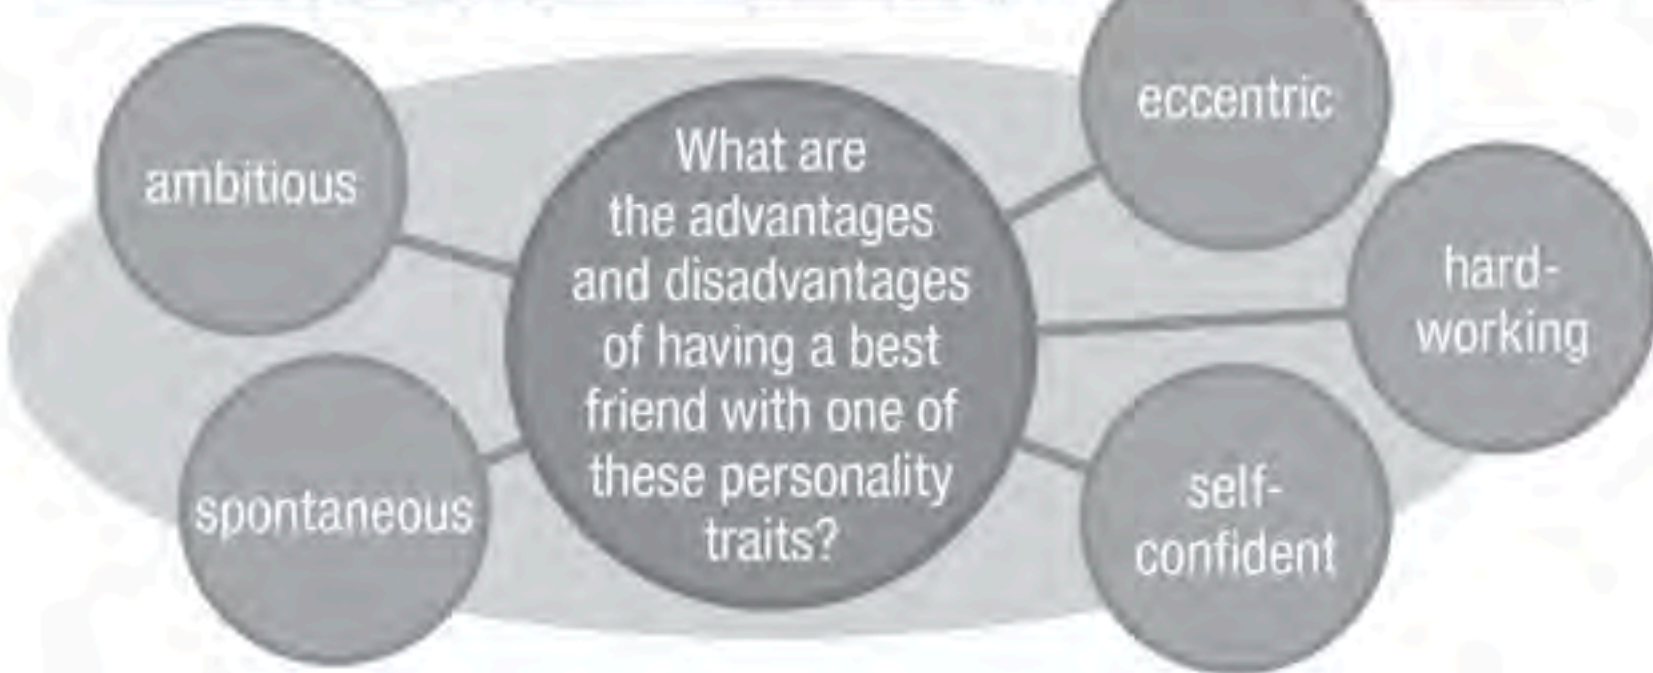 ambitious
spontaneous
What are
the advantages
and disadvantages
of having a best
friend with one of
these personality
traits?
eccentric
hard-
working
self-
confident